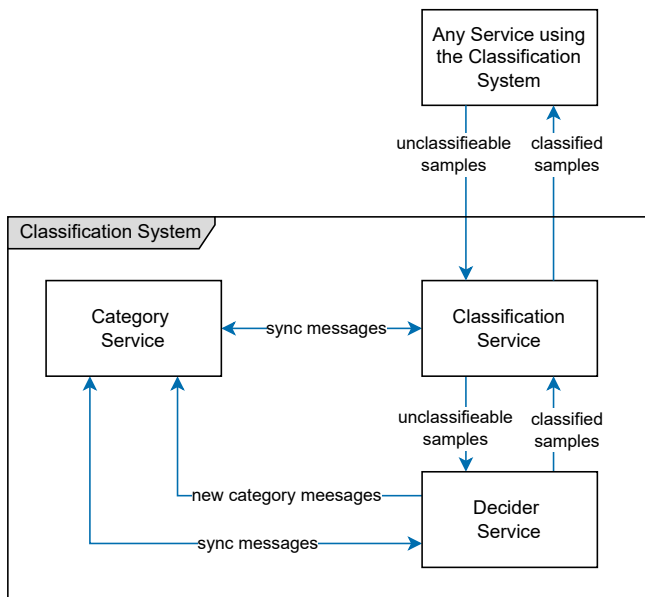 Any Service using
the Classification
System
unclassifieable
samples
classified
samples
Classification System
Category
Service
sync messages
Classification
Service
unclassifieable
samples
classified
samples
new category meesages
Decider
Service
sync messages